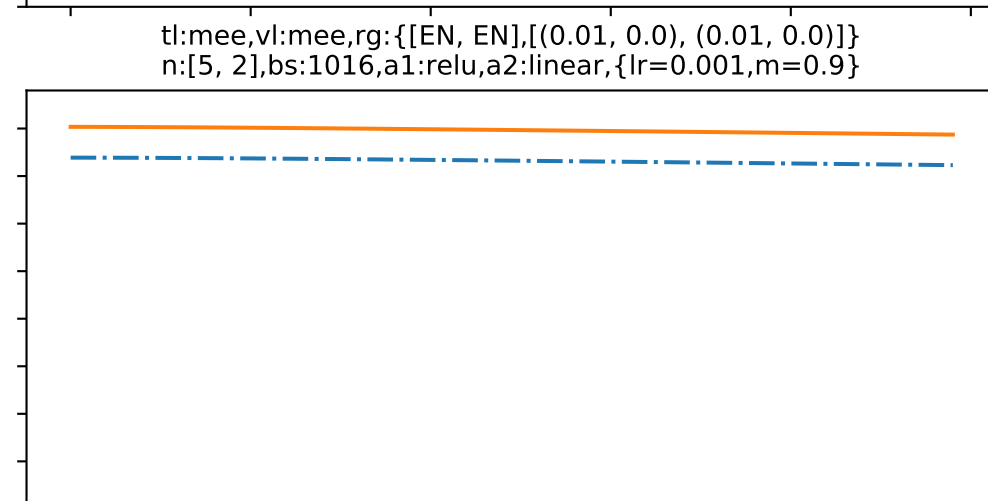 tl:mee,vl:mee,rg:{[EN, EN],[(0.01, 0.0), (0.01, 0.0)]}
n:[5, 2],bs:1016,a1:relu,a2:linear,{lr=0.001,m=0.9}